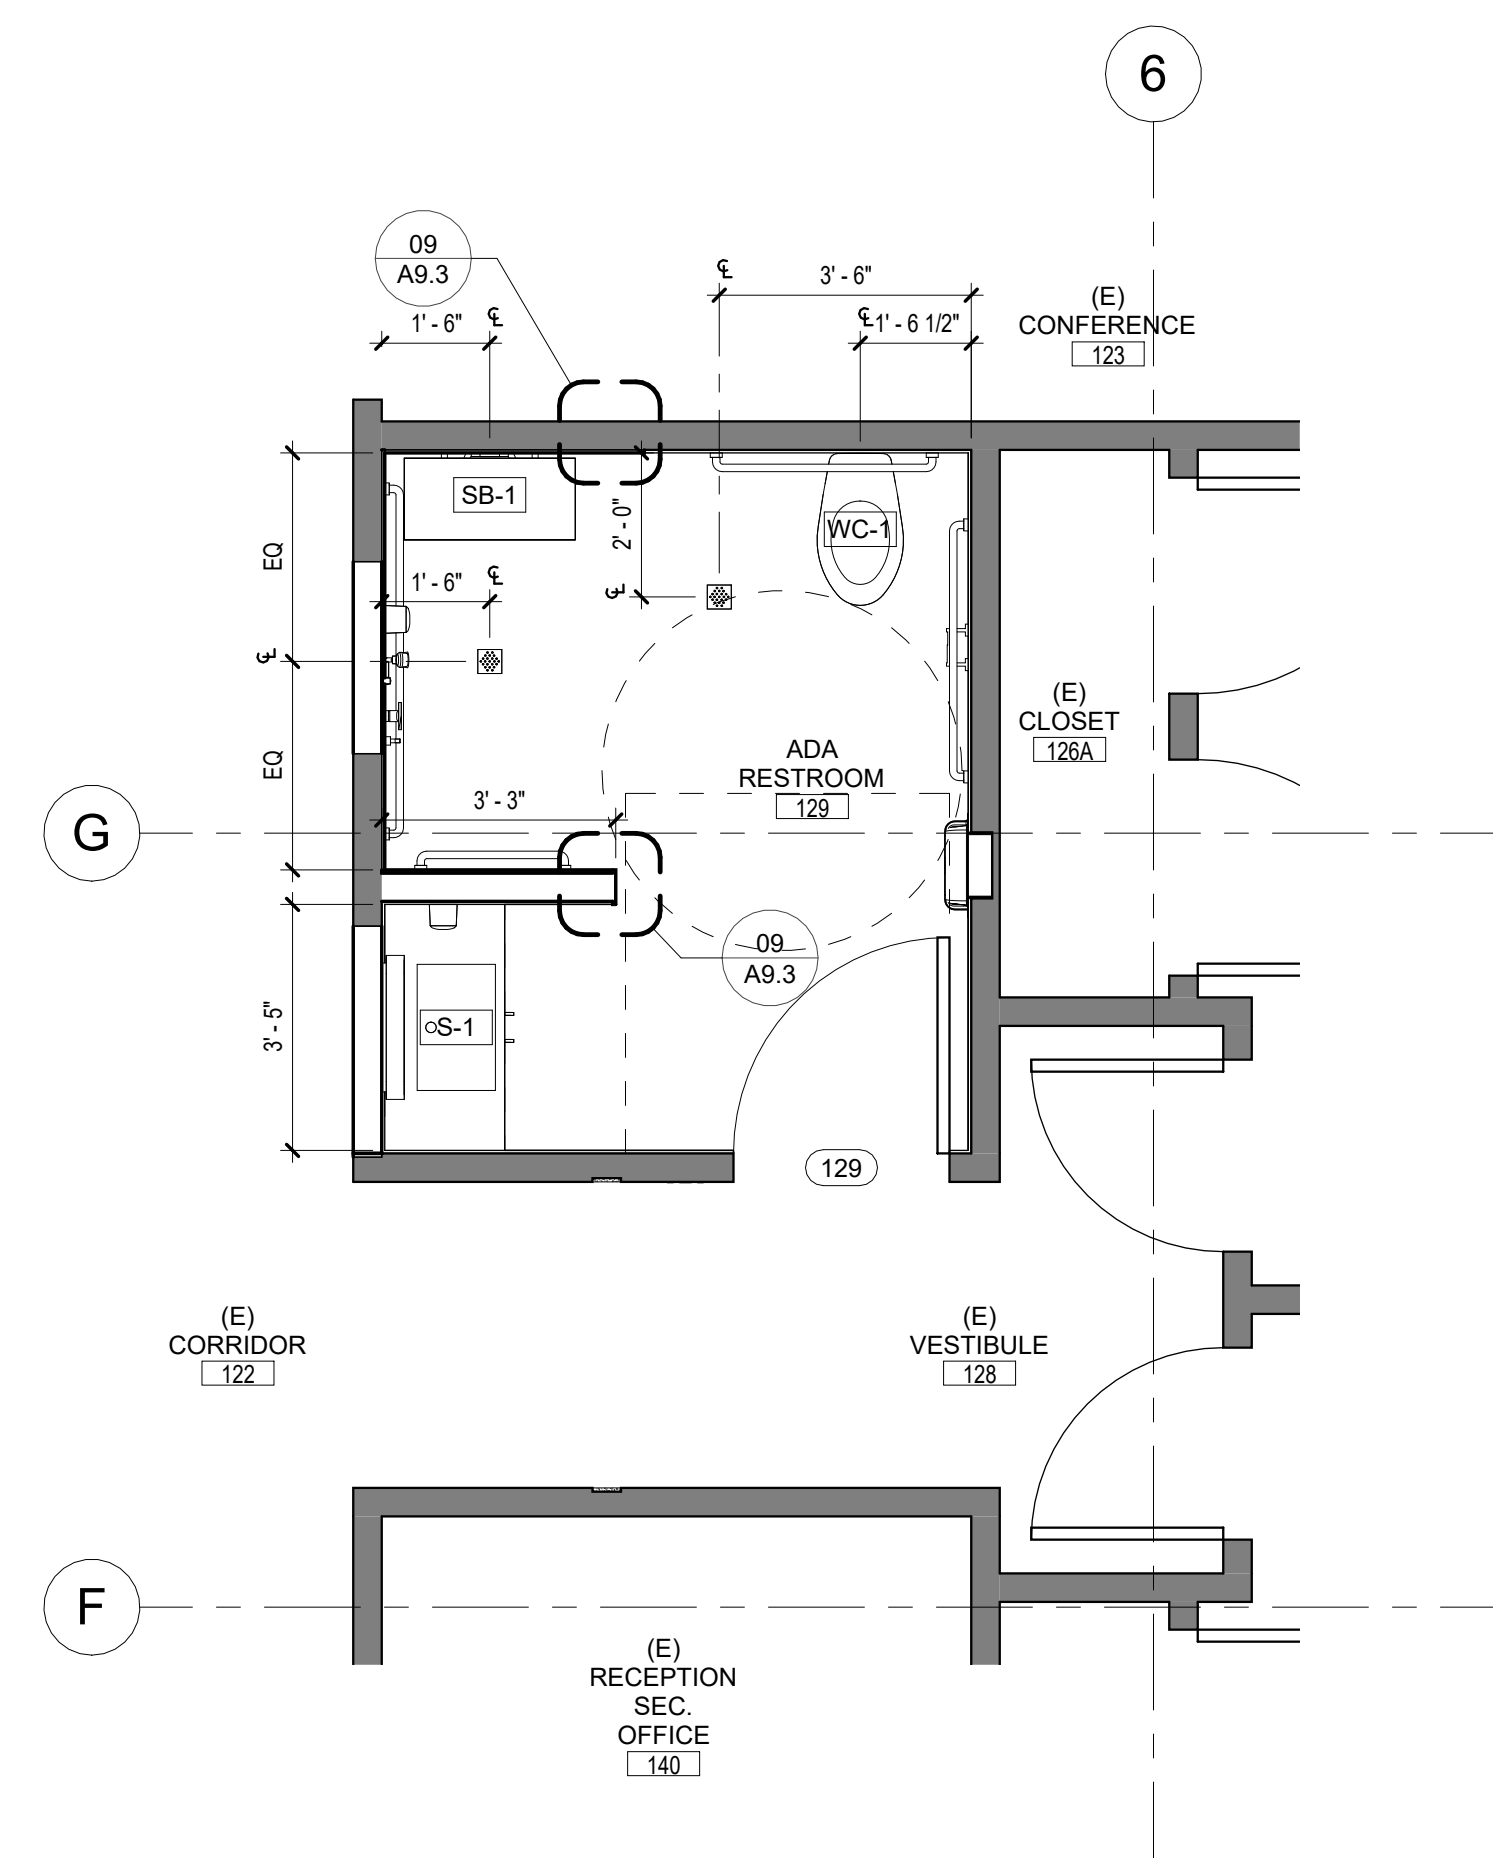 6
09
A9.3
℄
3' - 6"
1' - 6"
℄
℄
1' - 6 1/2"
(E)
CONFERENCE
123
SB-1
WC-1
2' - 0"
EQ
1' - 6"
℄
℄
℄
(E)
CLOSET
126A
ADA
RESTROOM
129
EQ
3' - 3"
G
09
A9.3
3' - 5"
S-1
129
(E)
CORRIDOR
122
(E)
VESTIBULE
128
F
(E)
RECEPTION
SEC.
OFFICE
140